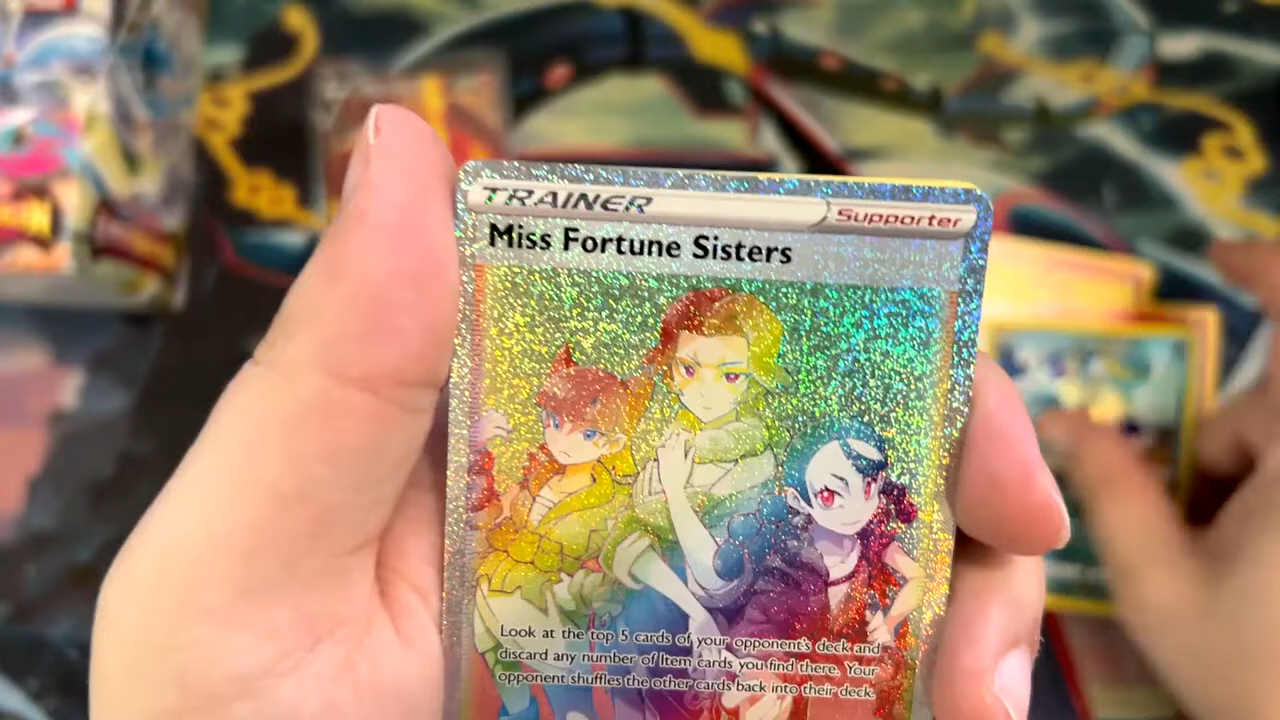 TRAINER
Supporter
Miss Fortune Sisters
Look at the top 5 cards of your opponent's deck and
discard any number of Item cards you find there. Your
opponent shuffles the other cards back into their deck.